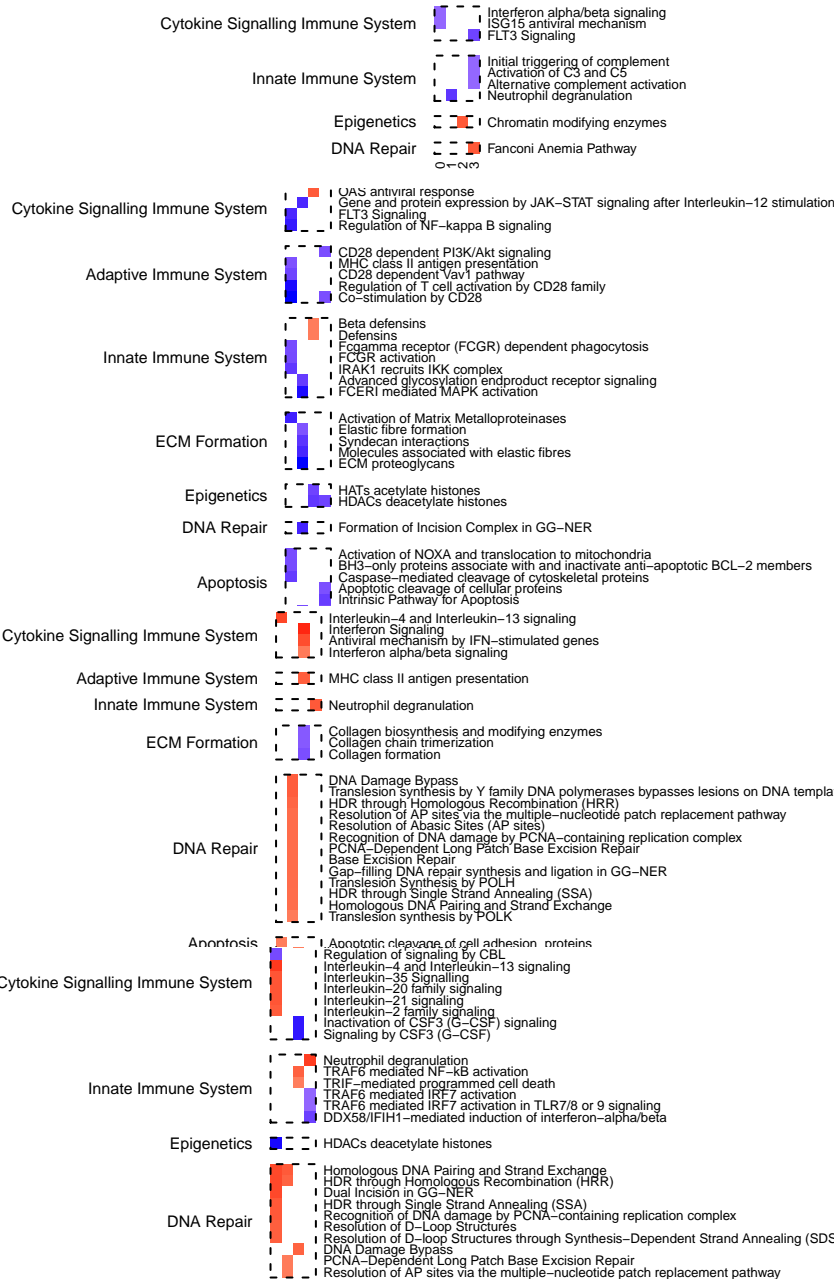 Cytokine Signalling Immune System
Interferon alpha/beta signaling
ISG15 antiviral mechanism
FLT3 Signaling
Innate Immune System
Initial triggering of complement
Activation of C3 and C5
Alternative complement activation
Neutrophil degranulation
Epigenetics
Chromatin modifying enzymes
DNA Repair
Fanconi Anemia Pathway
0 1 2 3
Cytokine Signalling Immune System
OAS antiviral response
Gene and protein expression by JAK−STAT signaling after Interleukin−12 stimulation
FLT3 Signaling
Regulation of NF−kappa B signaling
Adaptive Immune System
CD28 dependent PI3K/Akt signaling
MHC class II antigen presentation
CD28 dependent Vav1 pathway
Regulation of T cell activation by CD28 family
Co−stimulation by CD28
Innate Immune System
Beta defensins
Defensins
Fcgamma receptor (FCGR) dependent phagocytosis
FCGR activation
IRAK1 recruits IKK complex
Advanced glycosylation endproduct receptor signaling
FCERI mediated MAPK activation
ECM Formation
Activation of Matrix Metalloproteinases
Elastic fibre formation
Syndecan interactions
Molecules associated with elastic fibres
ECM proteoglycans
Epigenetics
HATs acetylate histones
HDACs deacetylate histones
DNA Repair
Formation of Incision Complex in GG−NER
Apoptosis
Activation of NOXA and translocation to mitochondria
BH3−only proteins associate with and inactivate anti−apoptotic BCL−2 members
Caspase−mediated cleavage of cytoskeletal proteins
Apoptotic cleavage of cellular proteins
Intrinsic Pathway for Apoptosis
Cytokine Signalling Immune System
Interleukin−4 and Interleukin−13 signaling
Interferon Signaling
Antiviral mechanism by IFN−stimulated genes
Interferon alpha/beta signaling
Adaptive Immune System
MHC class II antigen presentation
Innate Immune System
Neutrophil degranulation
ECM Formation
Collagen biosynthesis and modifying enzymes
Collagen chain trimerization
Collagen formation
DNA Repair
DNA Damage Bypass
Translesion synthesis by Y family DNA polymerases bypasses lesions on DNA templa
HDR through Homologous Recombination (HRR)
Resolution of AP sites via the multiple−nucleotide patch replacement pathway
Resolution of Abasic Sites (AP sites)
Recognition of DNA damage by PCNA−containing replication complex
PCNA−Dependent Long Patch Base Excision Repair
Base Excision Repair
Gap−filling DNA repair synthesis and ligation in GG−NER
Translesion Synthesis by POLH
HDR through Single Strand Annealing (SSA)
Homologous DNA Pairing and Strand Exchange
Translesion synthesis by POLK
Apoptosis
Apoptotic cleavage of cell adhesion proteins
Cytokine Signalling Immune System
Regulation of signaling by CBL
Interleukin−4 and Interleukin−13 signaling
Interleukin−35 Signalling
Interleukin−20 family signaling
Interleukin−21 signaling
Interleukin−2 family signaling
Inactivation of CSF3 (G−CSF) signaling
Signaling by CSF3 (G−CSF)
Innate Immune System
Neutrophil degranulation
TRAF6 mediated NF−kB activation
TRIF−mediated programmed cell death
TRAF6 mediated IRF7 activation
TRAF6 mediated IRF7 activation in TLR7/8 or 9 signaling
DDX58/IFIH1−mediated induction of interferon−alpha/beta
Epigenetics
HDACs deacetylate histones
DNA Repair
Homologous DNA Pairing and Strand Exchange
HDR through Homologous Recombination (HRR)
Dual Incision in GG−NER
HDR through Single Strand Annealing (SSA)
Recognition of DNA damage by PCNA−containing replication complex
Resolution of D−Loop Structures
Resolution of D−loop Structures through Synthesis−Dependent Strand Annealing (SDS
DNA Damage Bypass
PCNA−Dependent Long Patch Base Excision Repair
Resolution of AP sites via the multiple−nucleotide patch replacement pathway